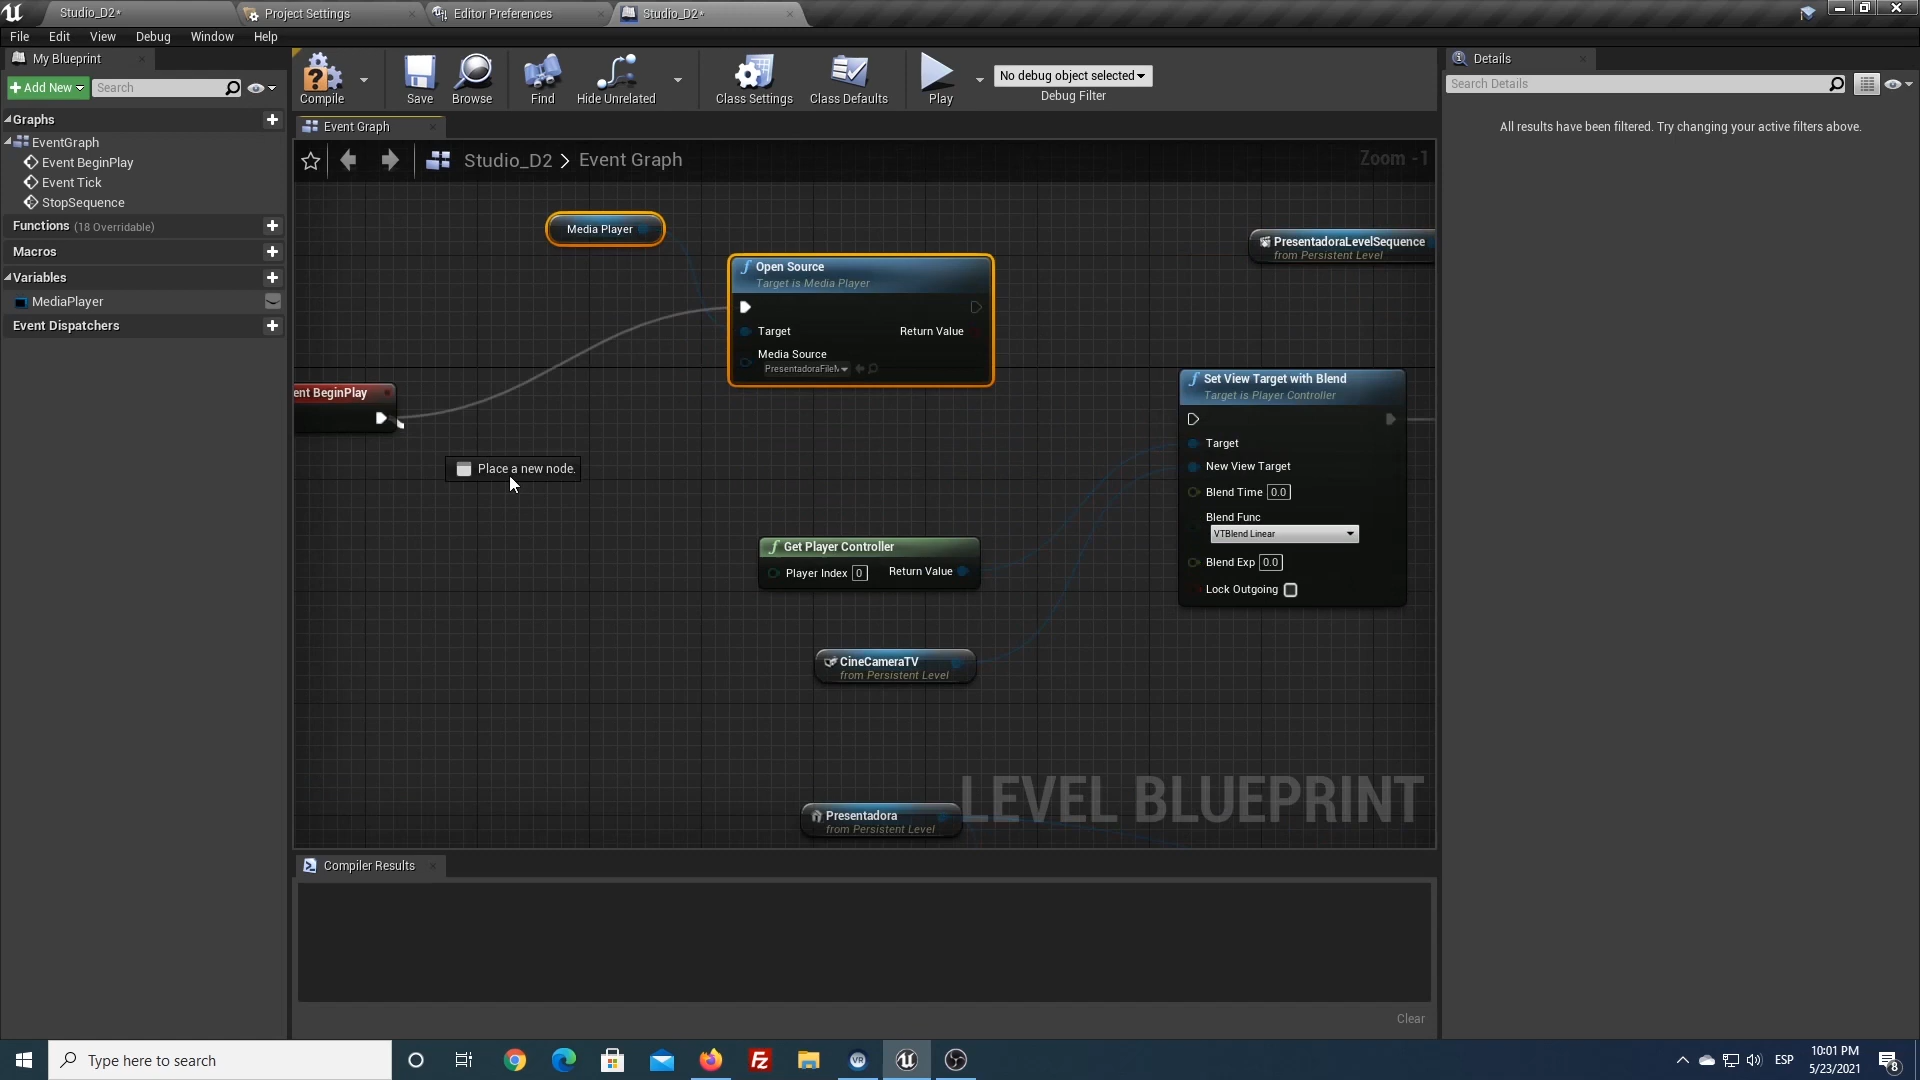 Studio_D2*
Project Settings
Editor Preferences
Studio_D2*
File Edit View Debug Window Help
My Blueprint
Add New
Search
Graphs
EventGraph
Event BeginPlay
Event Tick
StopSequence
Functions (18 Overridable)
Macros
Variables
MediaPlayer
Event Dispatchers
Compile
Save
Browse
Find
Hide Unrelated
Class Settings
Class Defaults
Play
No debug object selected
Debug Filter
Event Graph
Studio_D2 > Event Graph
Zoom -1
Media Player
Open Source
Target is Media Player
Target
Return Value
Media Source
PresentadoraFileM
PresentadoraLevelSequence
from Persistent Level
ent BeginPlay
Place a new node.
Set View Target with Blend
Target is Player Controller
Target
New View Target
Blend Time 0.0
Blend Func
VTBlend Linear
Blend Exp 0.0
Lock Outgoing
Get Player Controller
Player Index 0
Return Value
CineCameraTV
from Persistent Level
Presentadora
from Persistent Level
LEVEL BLUEPRINT
Compiler Results
Clear
Details
Search Details
All results have been filtered. Try changing your active filters above.
Type here to search
VR
ESP
10:01 PM
5/23/2021
8